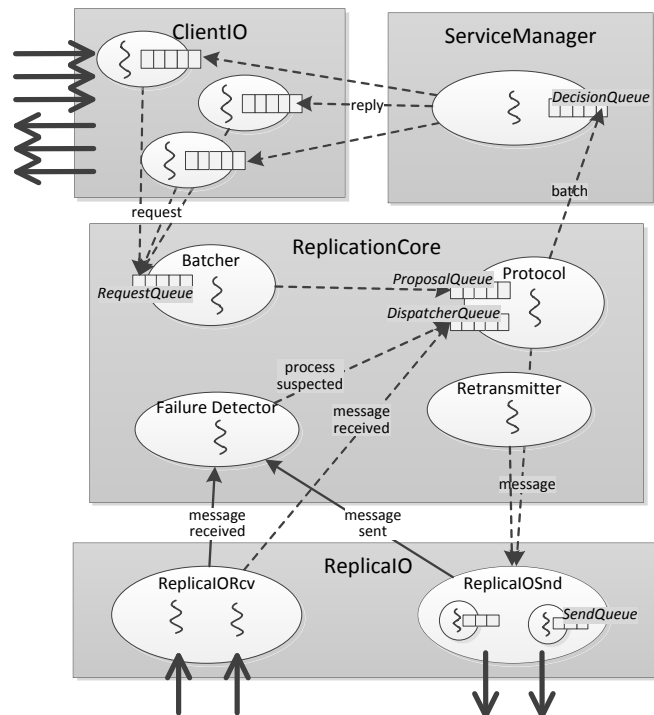 ClientIO
ServiceManager
DecisionQueue
reply
batch
request
ReplicationCore
Batcher
RequestQueue
ProposalQueue
Protocol
DispatcherQueue
process
suspected
message
received
Retransmitter
Failure Detector
message
message
received
message
sent
ReplicaIO
ReplicaIORcv
ReplicaIOSnd
SendQueue